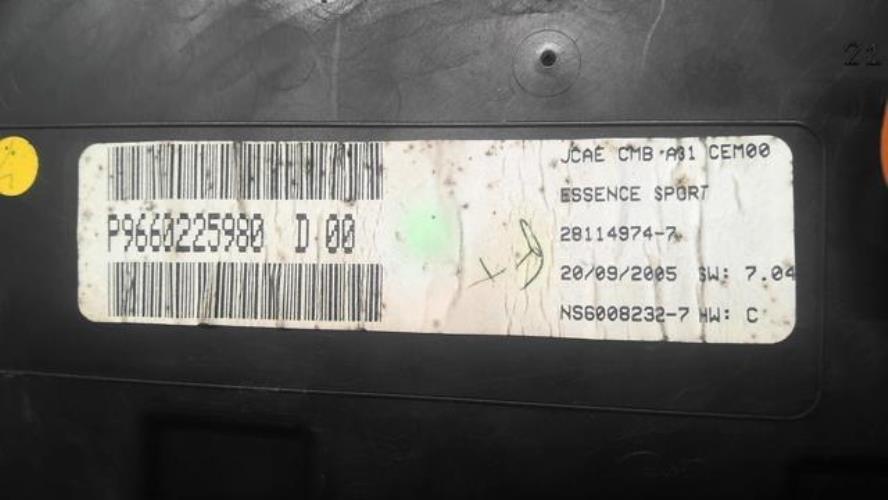 P9660225980 D 00
JCAE CMB A31 CEM00
ESSENCE SPORT
28114974-7
20/09/2005 SW: 7.04
NS6008232-7 HW: C